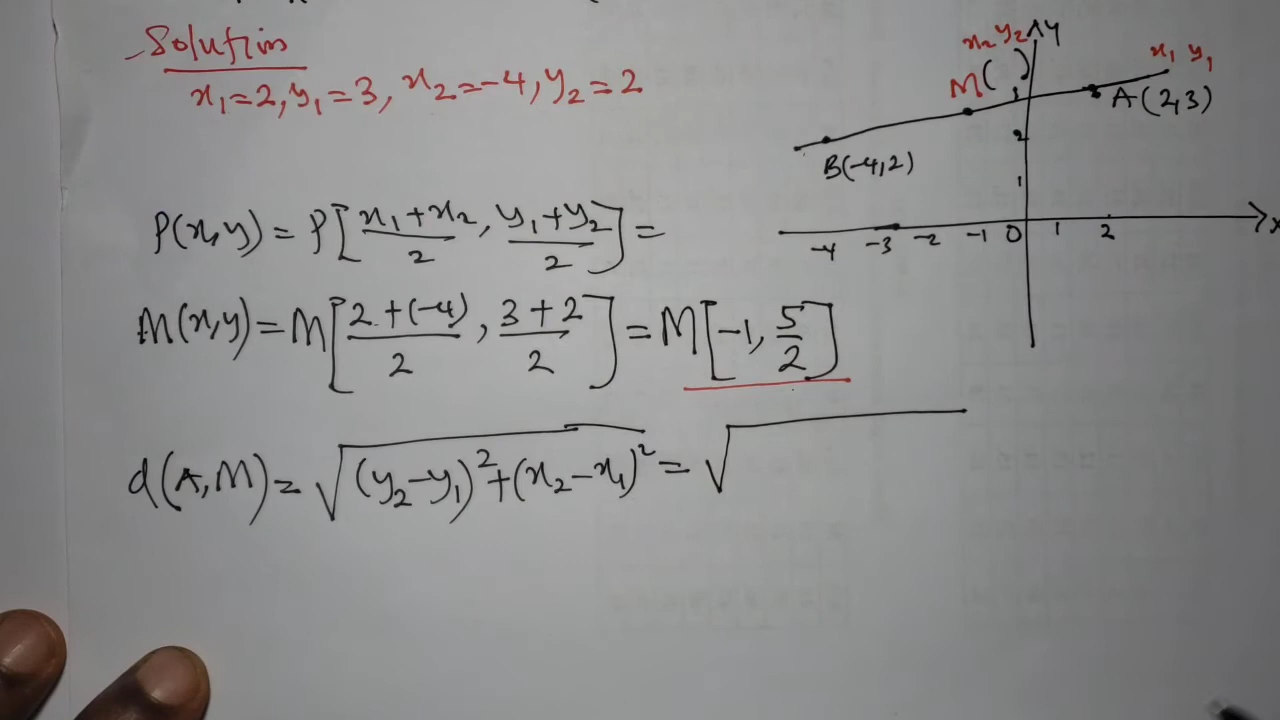 Solution
x₁=2, y₁=3, x₂=-4, y₂=2
x₂ y₂ y
x₁ y₁
M( )
3
A(2,3)
2
B(-4,2)
1
-4 -3 -2 -1 0 1 2 x
P(x,y) = P[(x₁+x₂)/2, (y₁+y₂)/2] =
M(x,y) = M[(2+(-4))/2, (3+2)/2] = M[-1, 5/2]
d(A,M) = √((y₂-y₁)²+(x₂-x₁)²) = √